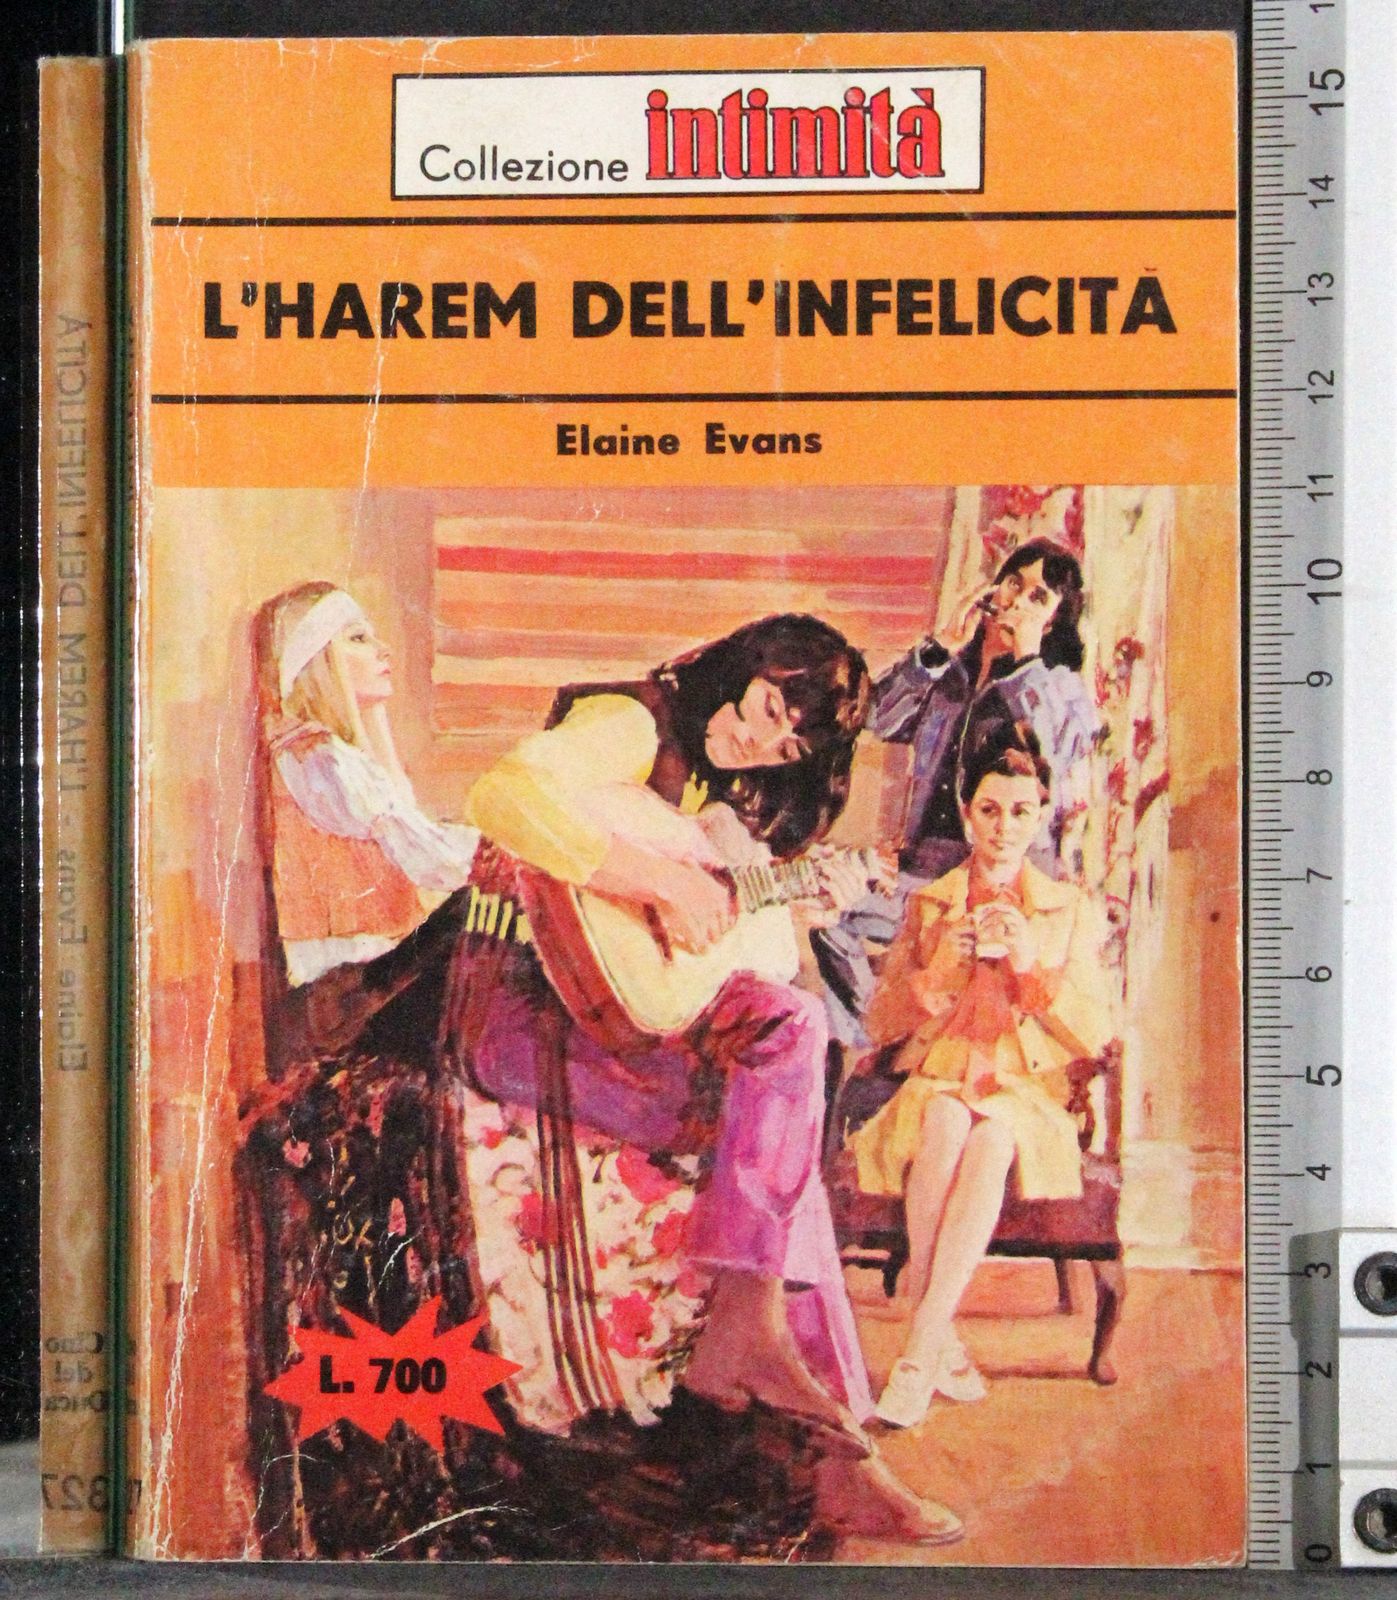 Collezione intimità
L'HAREM DELL'INFELICITÀ
Elaine Evans
L. 700
Elaine Evans - L'HAREM DELL'INFELICITÀ
del
Duca
327
15
14
13
12
11
10
9
8
7
6
5
4
3
2
1
0